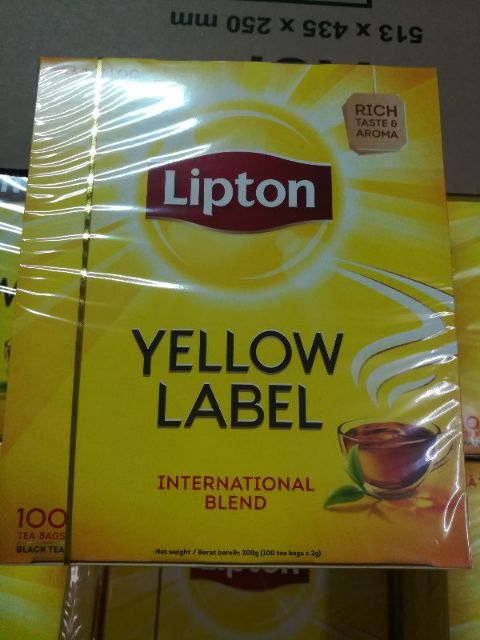 513 x 435 x 250 mm
RICH
TASTE &
AROMA
Lipton
YELLOW
LABEL
INTERNATIONAL
BLEND
100
TEA BAGS
BLACK TEA
Net weight / Berat bersih: 200g (100 tea bags x 2g)
Lipton